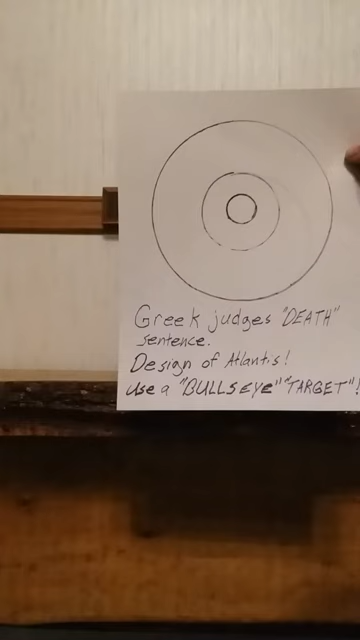 Greek judges "DEATH"
sentence.
Design of Atlantis!
use a "BULLSEYE" "TARGET"!